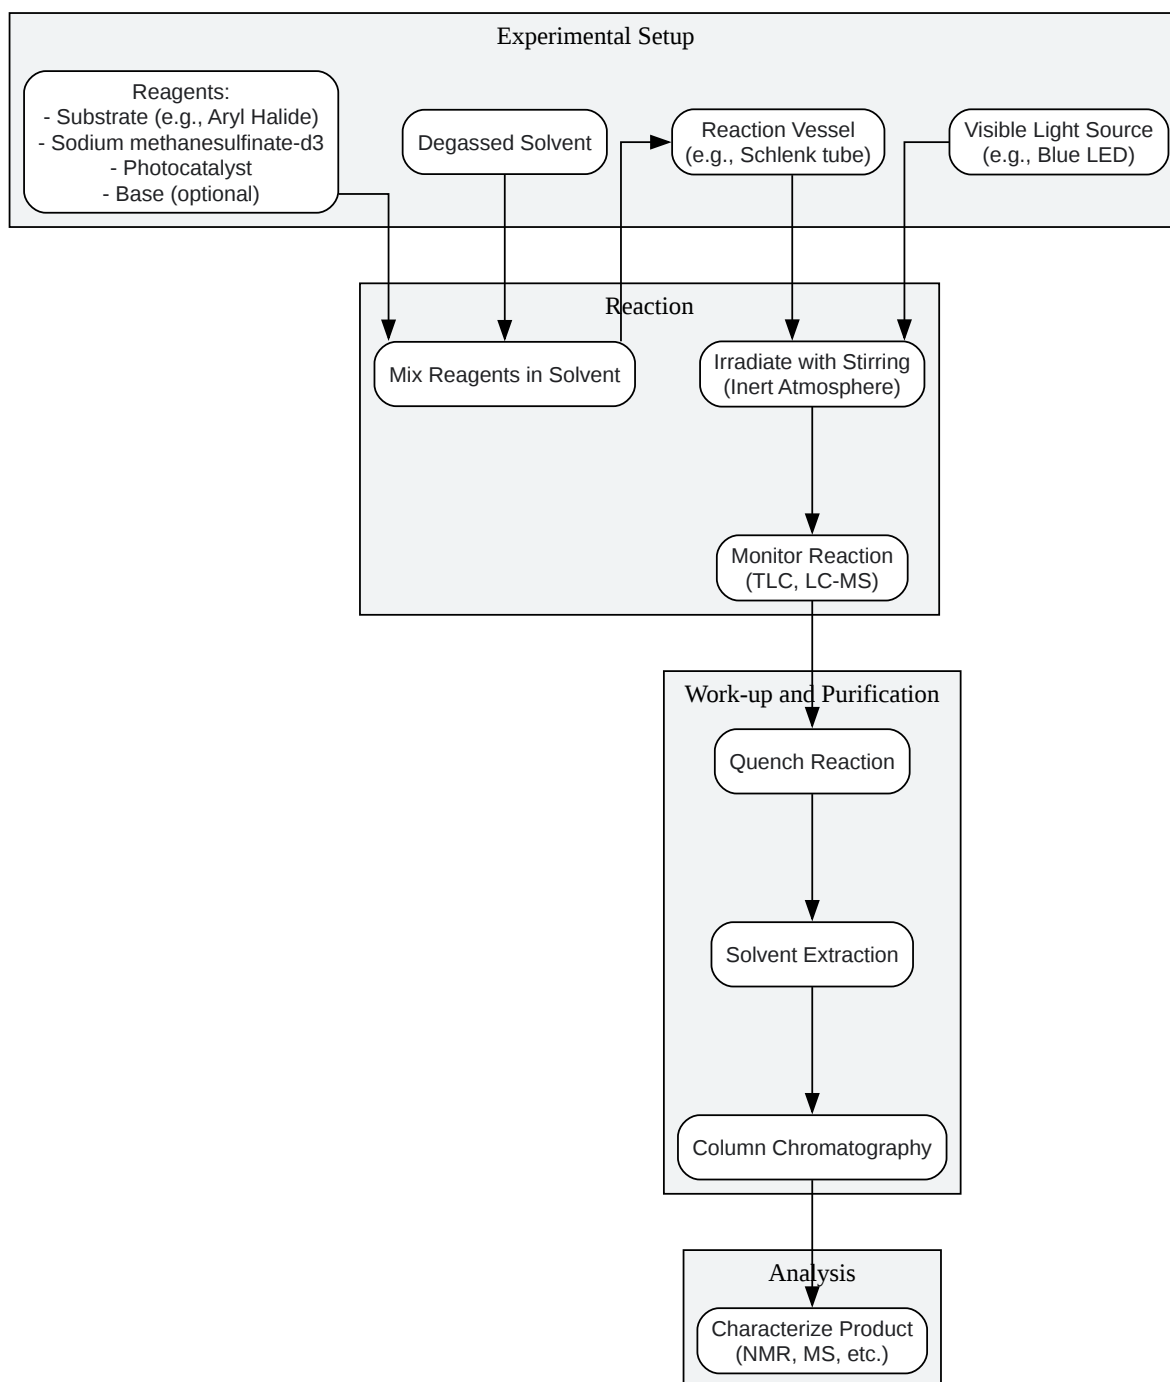 Experimental Setup
Reagents:
- Substrate (e.g., Aryl Halide)
- Sodium methanesulfinate-d3
- Photocatalyst
- Base (optional)
Degassed Solvent
Reaction Vessel
(e.g., Schlenk tube)
Visible Light Source
(e.g., Blue LED)
Reaction
Mix Reagents in Solvent
Irradiate with Stirring
(Inert Atmosphere)
Monitor Reaction
(TLC, LC-MS)
Work-up and Purification
Quench Reaction
Solvent Extraction
Column Chromatography
Analysis
Characterize Product
(NMR, MS, etc.)